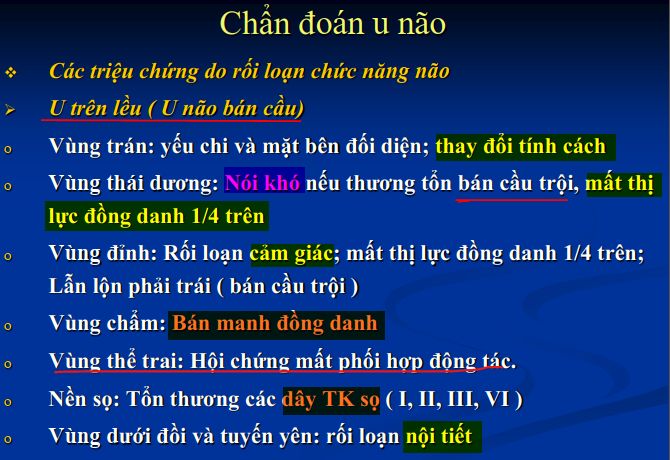 Chẩn đoán u não
Các triệu chứng do rối loạn chức năng não
U trên lều ( U não bán cầu)
Vùng trán: yếu chi và mặt bên đối diện; thay đổi tính cách
Vùng thái dương: Nói khó nếu thương tổn bán cầu trội, mất thị
lực đồng danh 1/4 trên
Vùng đỉnh: Rối loạn cảm giác; mất thị lực đồng danh 1/4 trên;
Lẫn lộn phải trái ( bán cầu trội )
Vùng chẩm: Bán manh đồng danh
Vùng thể trai: Hội chứng mất phối hợp động tác.
Nền sọ: Tổn thương các dây TK sọ ( I, II, III, VI )
Vùng dưới đồi và tuyến yên: rối loạn nội tiết